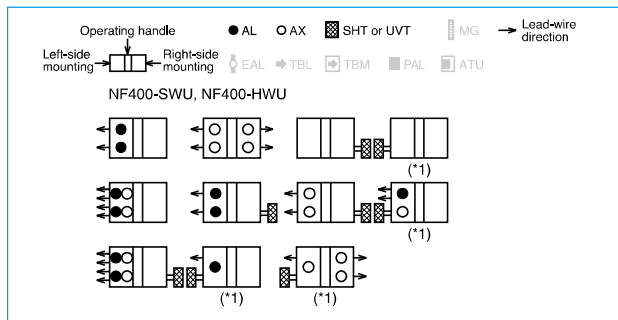 Operating handle
● AL ○ AX SHT or UVT MG → Lead-wire direction
Left-side mounting Right-side mounting
EAL TBL TBM PAL ATU
NF400-SWU, NF400-HWU
(*1)
(*1)
(*1) (*1)